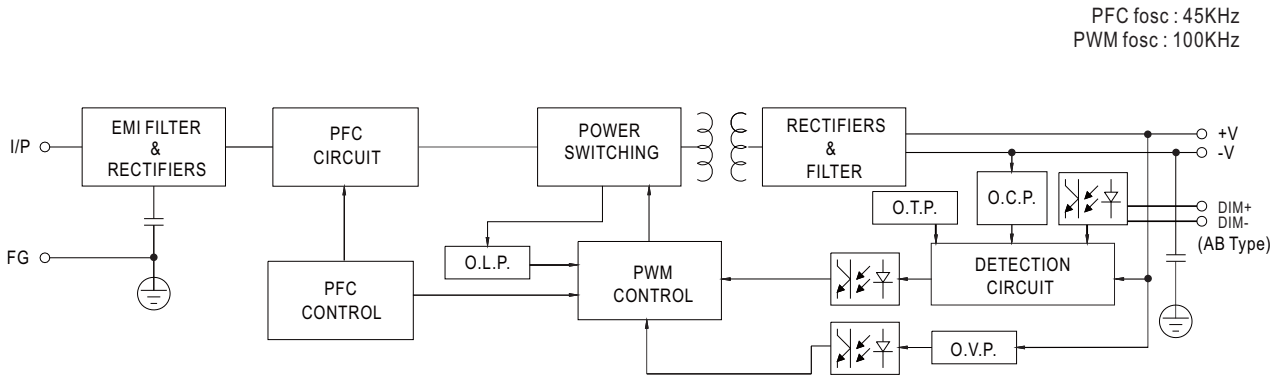 PFC fosc : 45KHz
PWM fosc : 100KHz
I/P
EMI FILTER
&
RECTIFIERS
PFC
CIRCUIT
POWER
SWITCHING
RECTIFIERS
&
FILTER
+V
-V
O.T.P.
O.C.P.
DIM+
DIM-
(AB Type)
FG
O.L.P.
PFC
CONTROL
PWM
CONTROL
DETECTION
CIRCUIT
O.V.P.